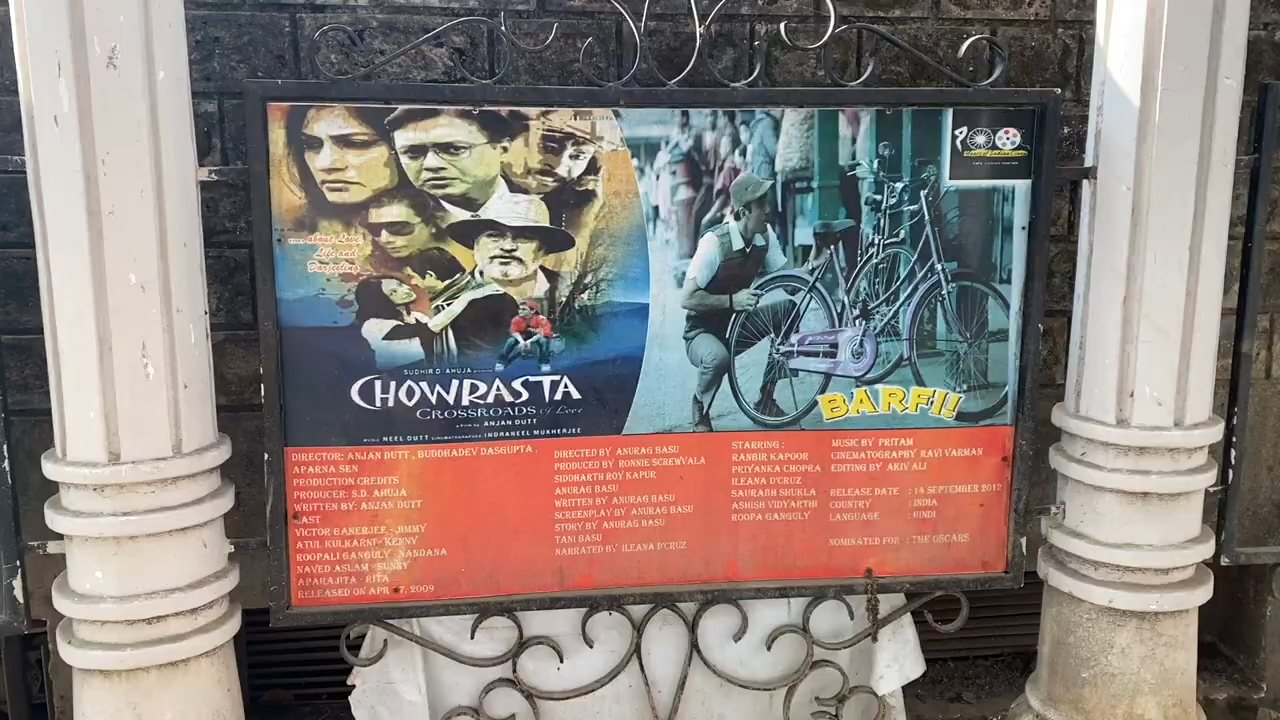 about Love,
Life and
Darjeeling
SUDHIR D AHUJA
CHOWRASTA
CROSSROADS of Love
A FILM by ANJAN DUTT
MUSIC NEEL DUTT CINEMATOGRAPHER INDRANEEL MUKHERJEE
BARFI!
DIRECTOR: ANJAN DUTT , BUDDHADEV DASGUPTA .
APARNA SEN
PRODUCTION CREDITS
PRODUCER: S.D. AHUJA
WRITTEN BY: ANJAN DUTT
CAST
VICTOR BANERJEE - JIMMY
ATUL KULKARNI - KENNY
ROOPALI GANGULY - NANDANA
NAVED ASLAM - SUNNY
APARAJITA - RITA
RELEASED ON APR 7, 2009
DIRECTED BY ANURAG BASU
PRODUCED BY RONNIE SCREWVALA
SIDDHARTH ROY KAPUR
ANURAG BASU
WRITTEN BY ANURAG BASU
SCREENPLAY BY ANURAG BASU
STORY BY ANURAG BASU
TANI BASU
NARRATED BY ILEANA D'CRUZ
STARRING :
RANBIR KAPOOR
PRIYANKA CHOPRA
ILEANA D'CRUZ
SAURABH SHUKLA
ASHISH VIDYARTHI
ROOPA GANGULY
MUSIC BY PRITAM
CINEMATOGRAPHY RAVI VARMAN
EDITING BY AKIV ALI
RELEASE DATE : 14 SEPTEMBER 2012
COUNTRY : INDIA
LANGUAGE : HINDI
NOMINATED FOR : THE OSCARS